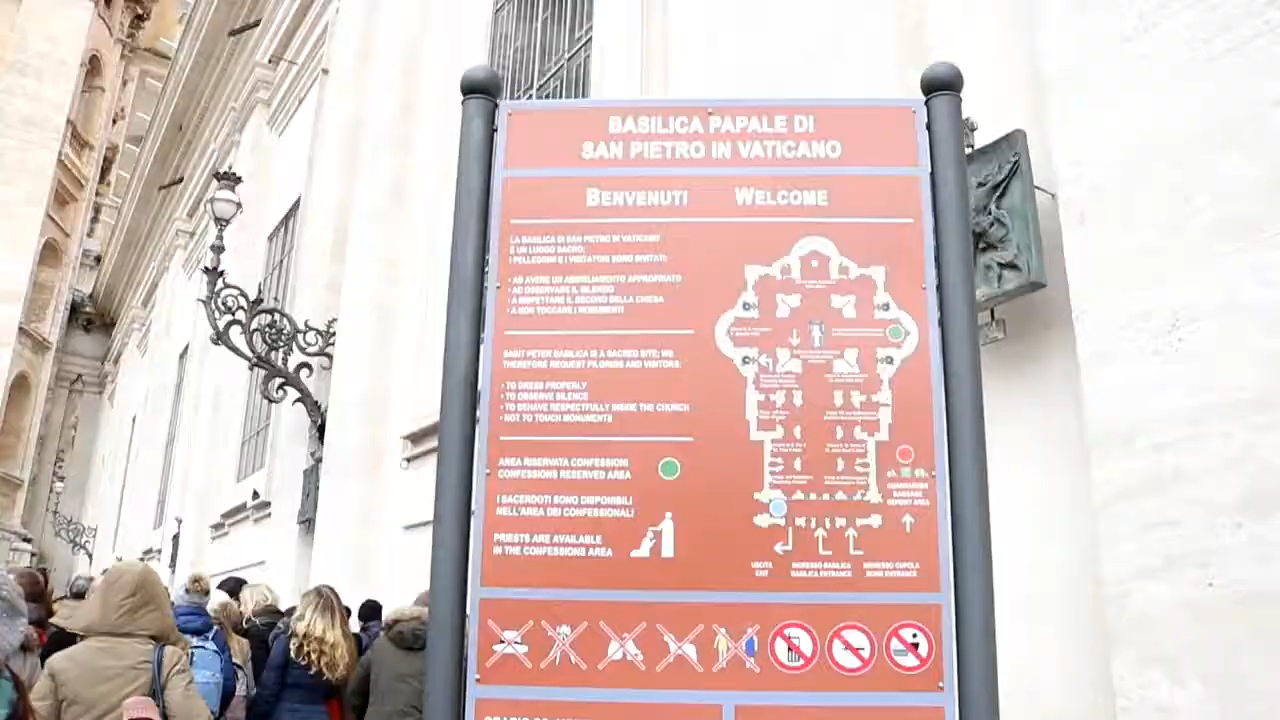 BASILICA PAPALE DI
SAN PIETRO IN VATICANO
BENVENUTI WELCOME
LA BASILICA DI SAN PIETRO IN VATICANO
È UN LUOGO SACRO;
I PELLEGRINI E I VISITATORI SONO INVITATI:
• AD AVERE UN ABBIGLIAMENTO APPROPRIATO
• AD OSSERVARE IL SILENZIO
• A RISPETTARE IL DECORO DELLA CHIESA
• A NON TOCCARE I MONUMENTI
SAINT PETER BASILICA IS A SACRED SITE; WE
THEREFORE REQUEST PILGRIMS AND VISITORS:
• TO DRESS PROPERLY
• TO OBSERVE SILENCE
• TO BEHAVE RESPECTFULLY INSIDE THE CHURCH
• NOT TO TOUCH MONUMENTS
AREA RISERVATA CONFESSIONI
CONFESSIONS RESERVED AREA
I SACERDOTI SONO DISPONIBILI
NELL'AREA DEI CONFESSIONALI
PRIESTS ARE AVAILABLE
IN THE CONFESSIONS AREA
GUARDAROBA
BAGGAGE
DEPOSIT AREA
USCITA
EXIT
INGRESSO BASILICA
BASILICA ENTRANCE
INGRESSO CUPOLA
DOME ENTRANCE